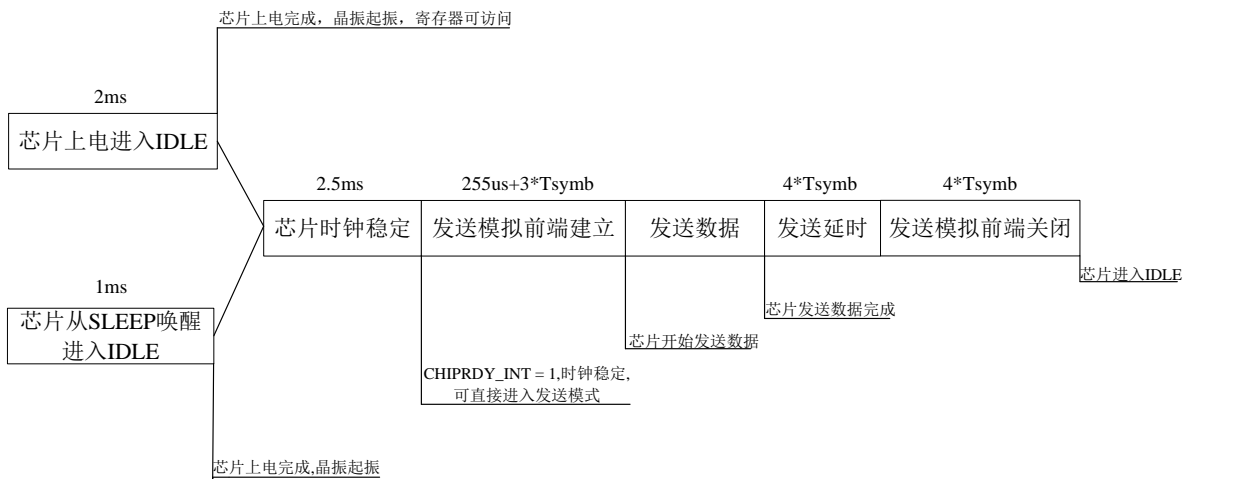 芯片上电完成，晶振起振，寄存器可访问
2ms
芯片上电进入IDLE
2.5ms
255us+3*Tsymb
4*Tsymb
4*Tsymb
芯片时钟稳定
发送模拟前端建立
发送数据
发送延时
发送模拟前端关闭
芯片进入IDLE
1ms
芯片从SLEEP唤醒
进入IDLE
芯片发送数据完成
芯片开始发送数据
CHIPRDY_INT = 1,时钟稳定,
可直接进入发送模式
芯片上电完成,晶振起振